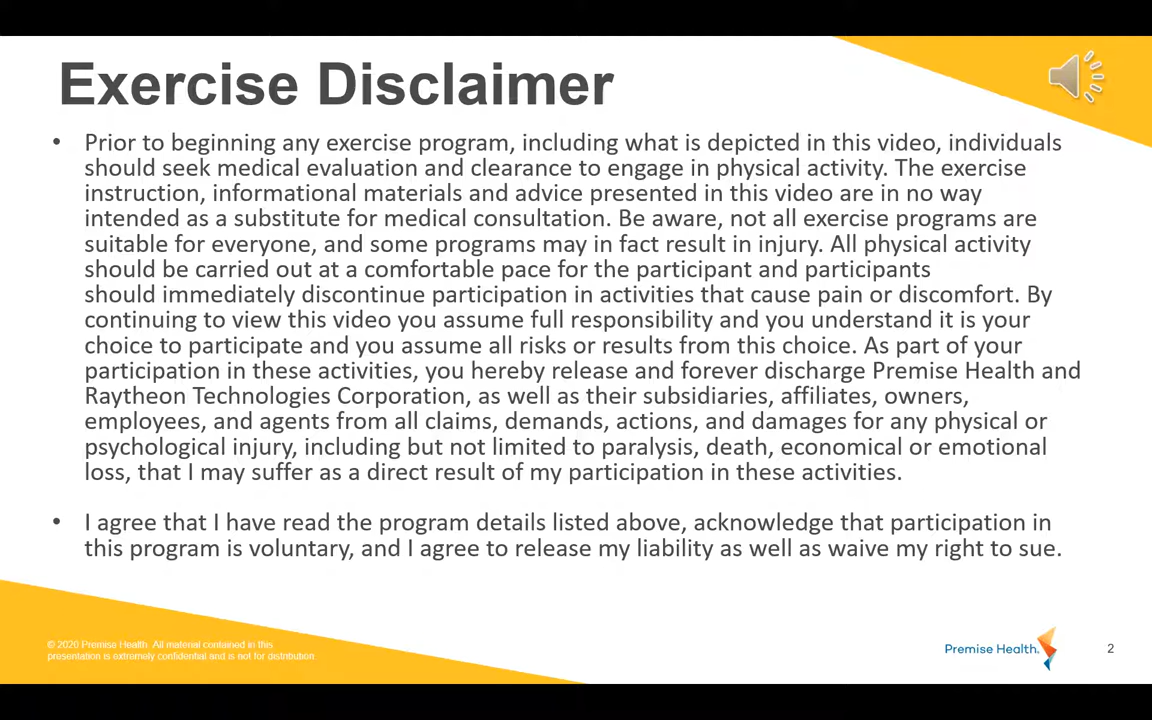 Exercise Disclaimer
• Prior to beginning any exercise program, including what is depicted in this video, individuals
should seek medical evaluation and clearance to engage in physical activity. The exercise
instruction, informational materials and advice presented in this video are in no way
intended as a substitute for medical consultation. Be aware, not all exercise programs are
suitable for everyone, and some programs may in fact result in injury. All physical activity
should be carried out at a comfortable pace for the participant and participants
should immediately discontinue participation in activities that cause pain or discomfort. By
continuing to view this video you assume full responsibility and you understand it is your
choice to participate and you assume all risks or results from this choice. As part of your
participation in these activities, you hereby release and forever discharge Premise Health and
Raytheon Technologies Corporation, as well as their subsidiaries, affiliates, owners,
employees, and agents from all claims, demands, actions, and damages for any physical or
psychological injury, including but not limited to paralysis, death, economical or emotional
loss, that I may suffer as a direct result of my participation in these activities.
• I agree that I have read the program details listed above, acknowledge that participation in
this program is voluntary, and I agree to release my liability as well as waive my right to sue.
© 2020 Premise Health. All material contained in this
presentation is extremely confidential and is not for distribution
Premise Health.
2